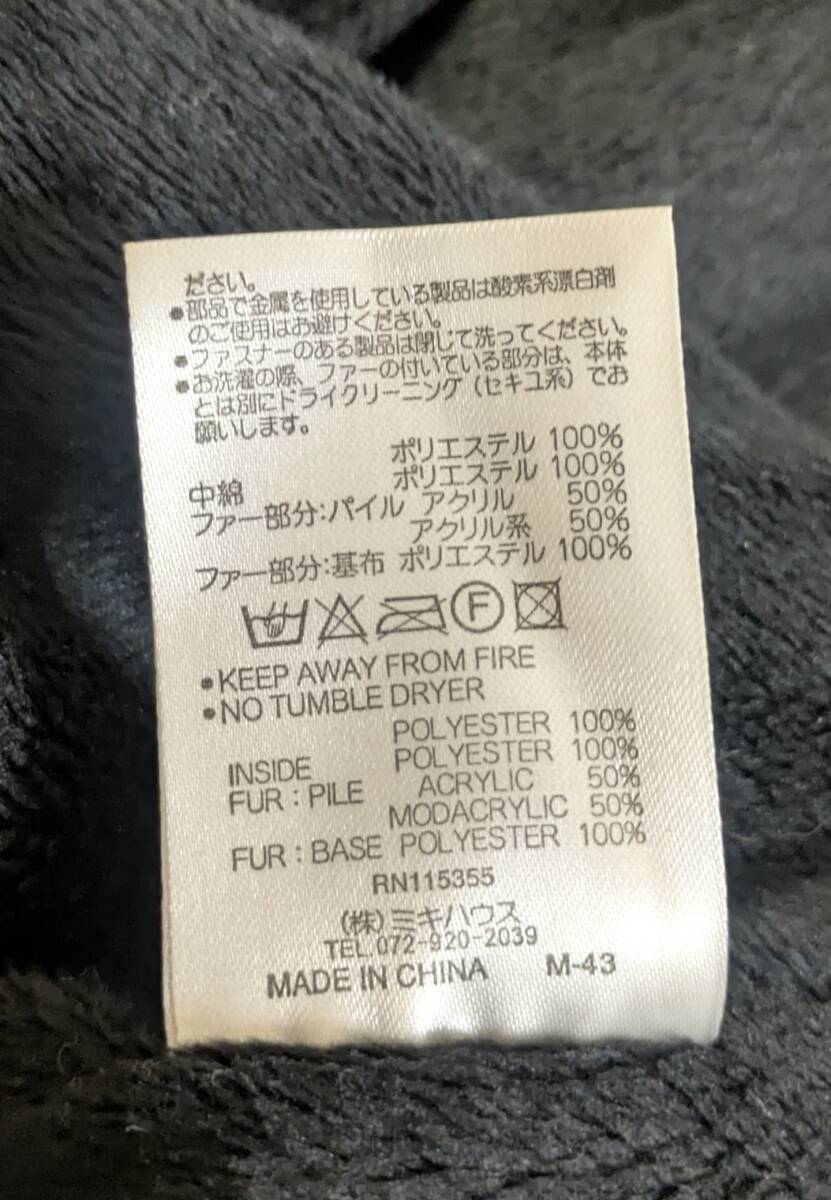 ださい。
●部品で金属を使用している製品は酸素系漂白剤
のご使用はお避けください。
●ファスナーのある製品は閉じて洗ってください。
●お洗濯の際、ファーの付いている部分は、本体
とは別にドライクリーニング(セキユ系)でお
願いします。
ポリエステル 100%
中綿 ポリエステル 100%
ファー部分:パイル アクリル 50%
アクリル系 50%
ファー部分:基布 ポリエステル 100%
F
●KEEP AWAY FROM FIRE
●NO TUMBLE DRYER
POLYESTER 100%
INSIDE POLYESTER 100%
FUR : PILE ACRYLIC 50%
MODACRYLIC 50%
FUR : BASE POLYESTER 100%
RN115355
(株)ミキハウス
TEL.072-920-2039
MADE IN CHINA M-43